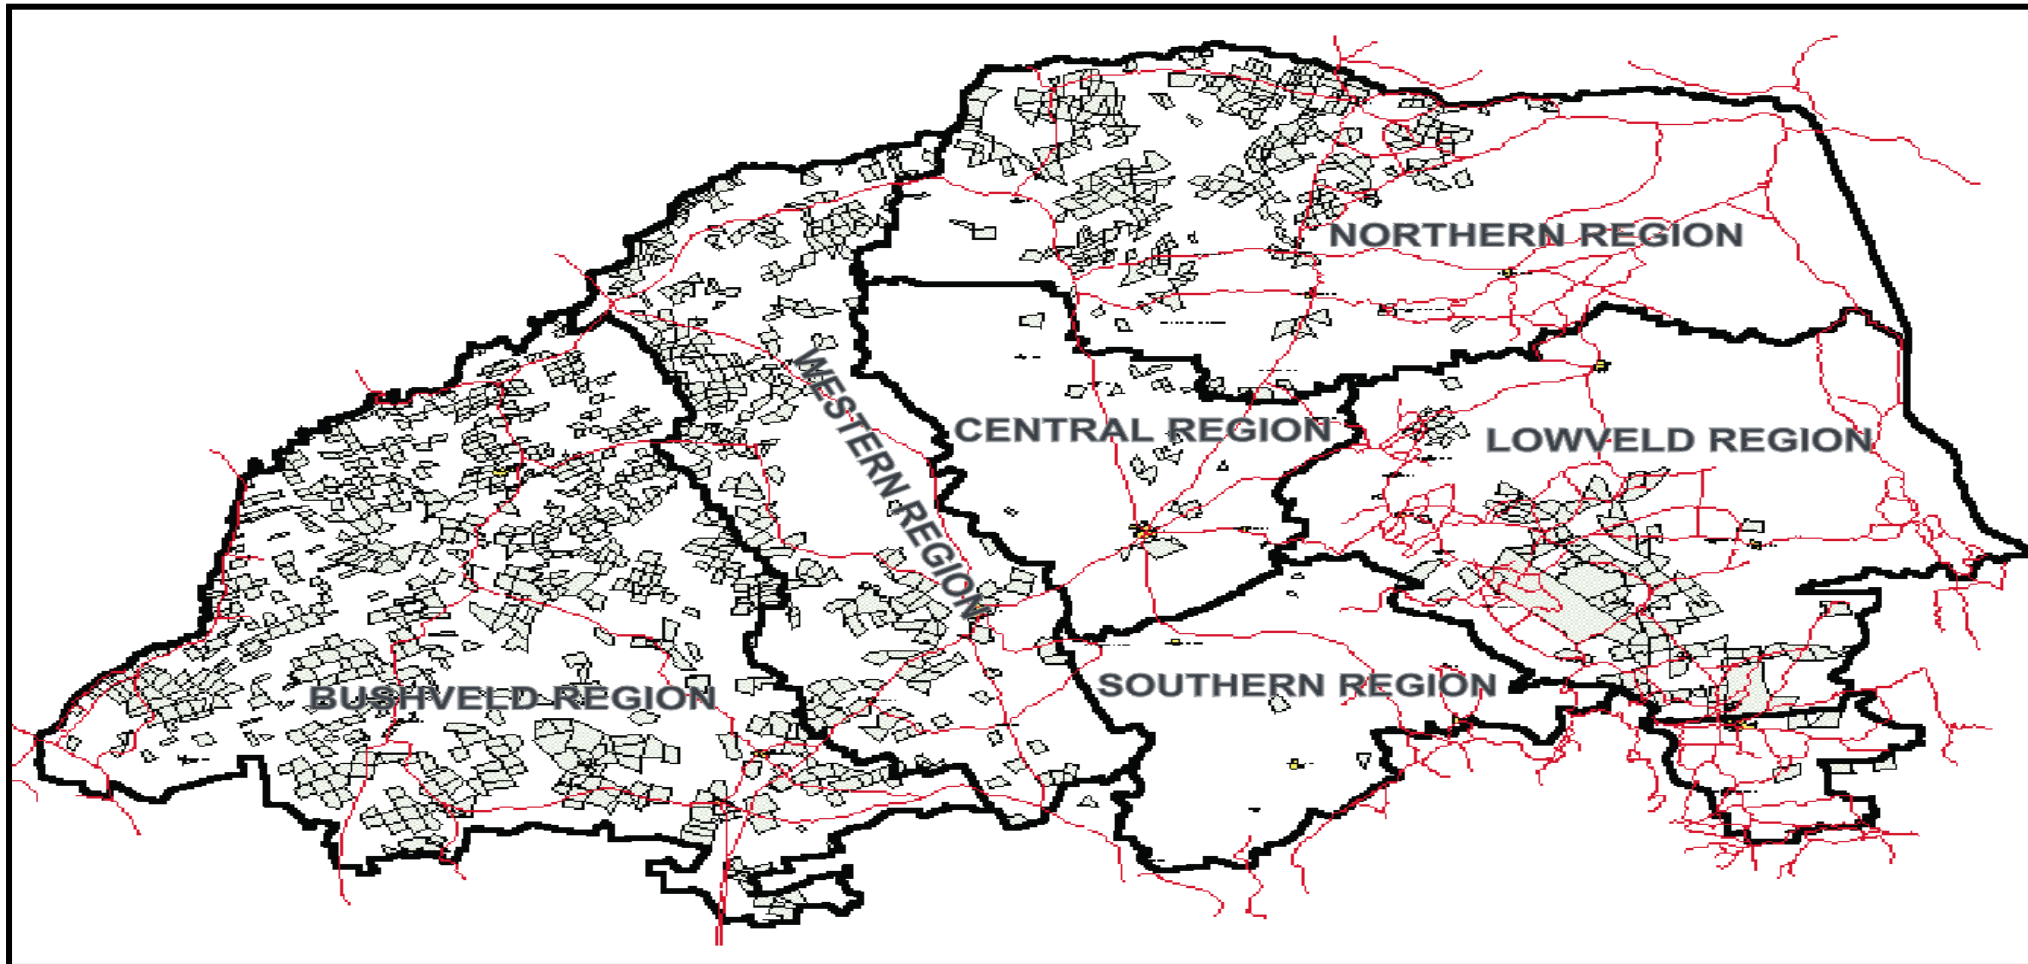 NORTHERN REGION
WESTERN REGION
CENTRAL REGION
LOWVELD REGION
BUSHVELD REGION
SOUTHERN REGION